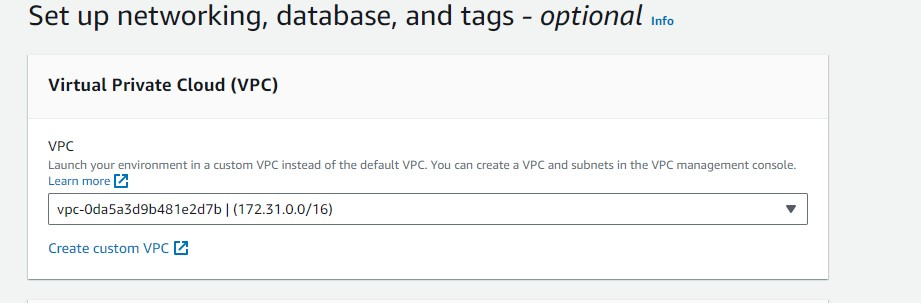 Set up networking, database, and tags - optional Info
Virtual Private Cloud (VPC)
VPC
Launch your environment in a custom VPC instead of the default VPC. You can create a VPC and subnets in the VPC management console.
Learn more
vpc-0da5a3d9b481e2d7b | (172.31.0.0/16)
Create custom VPC